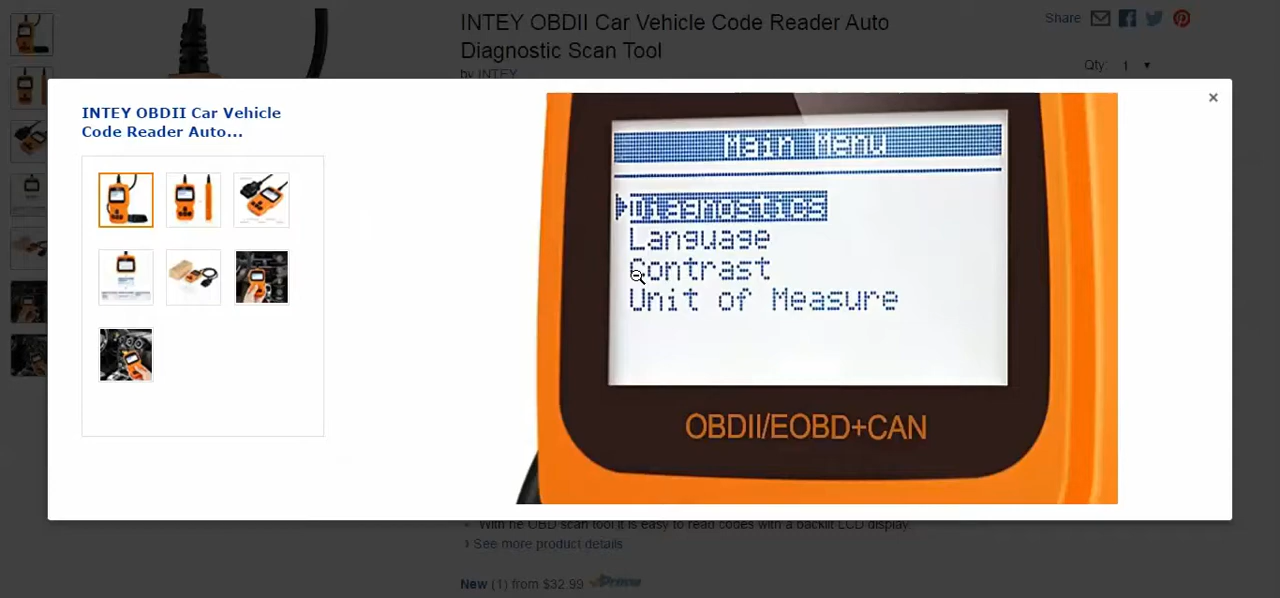 INTEY OBDII Car Vehicle Code Reader Auto
Diagnostic Scan Tool
by INTEY
Share
Qty: 1
INTEY OBDII Car Vehicle
Code Reader Auto...
Main Menu
Diagnostics
Language
Contrast
Unit of Measure
OBDII/EOBD+CAN
With he OBD scan tool it is easy to read codes with a backlit LCD display.
See more product details
New (1) from $32.99 Prime